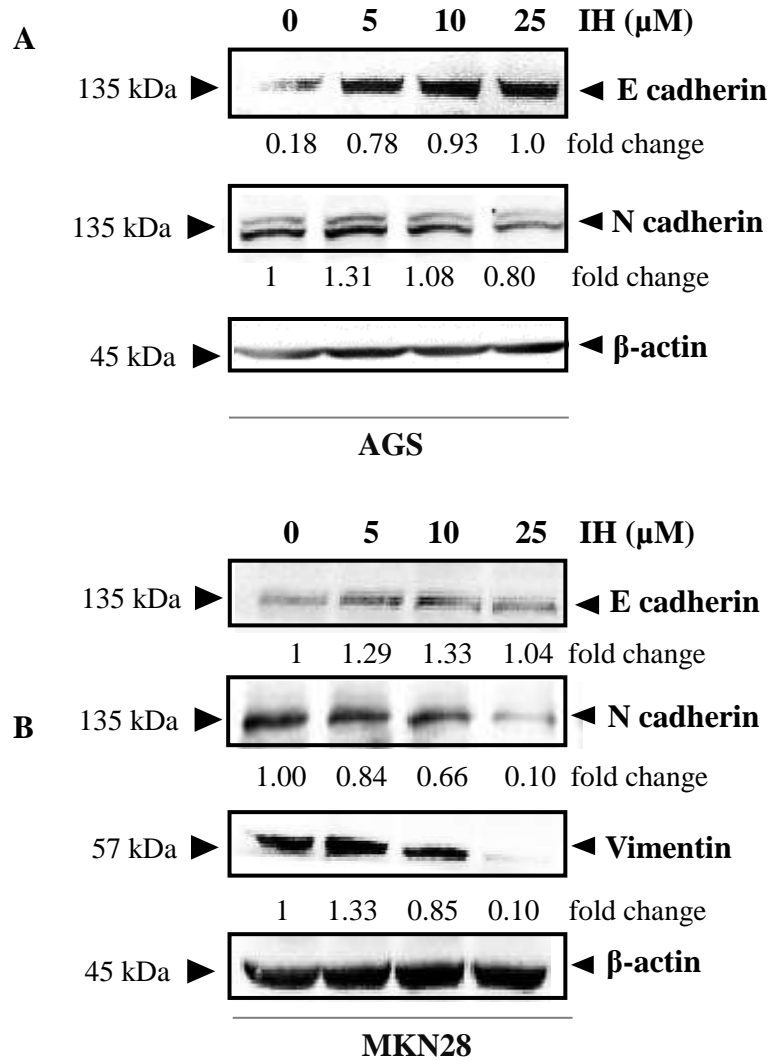 A
0 5 10 25 IH (µM)
135 kDa E cadherin
0.18 0.78 0.93 1.0 fold change
135 kDa N cadherin
1 1.31 1.08 0.80 fold change
45 kDa β-actin
AGS
B
0 5 10 25 IH (µM)
135 kDa E cadherin
1 1.29 1.33 1.04 fold change
135 kDa N cadherin
1.00 0.84 0.66 0.10 fold change
57 kDa Vimentin
1 1.33 0.85 0.10 fold change
45 kDa β-actin
MKN28